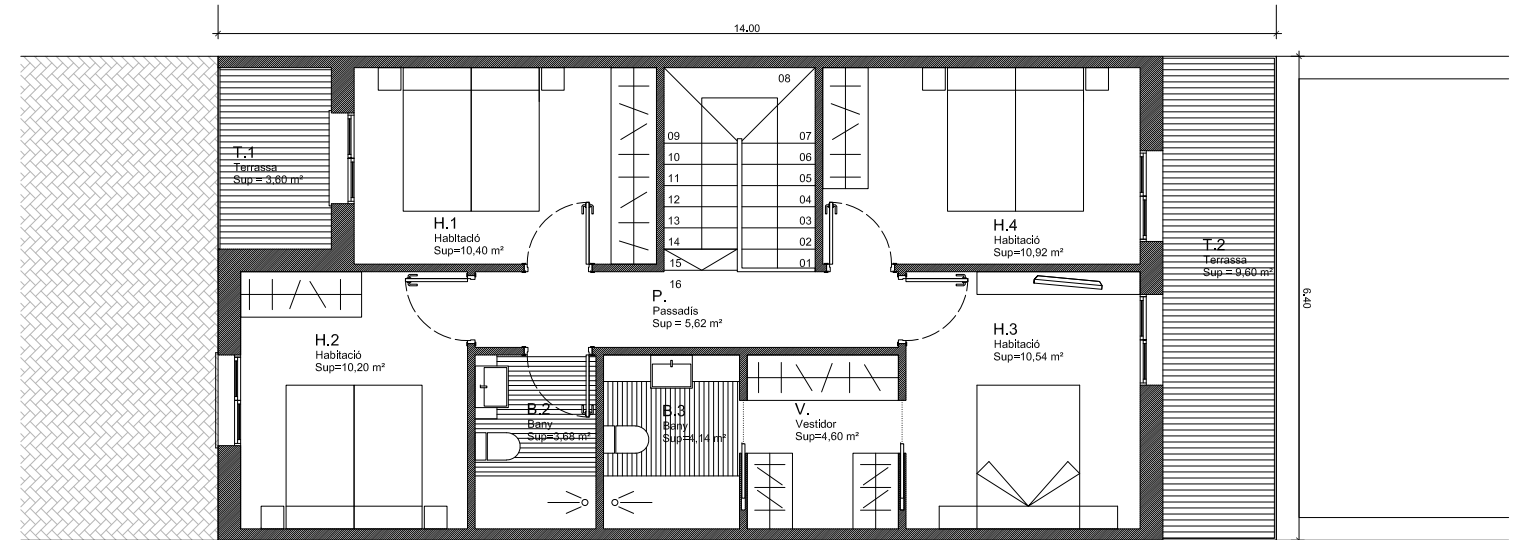 14.00
08
09
07
10
06
11
05
12
04
13
03
14
02
15
01
16
T.1
Terrassa
Sup = 3,60 m²
H.1
Habitació
Sup=10,40 m²
H.4
Habitació
Sup=10,92 m²
T.2
Terrassa
Sup = 9,60 m²
6.40
P.
Passadís
Sup = 5,62 m²
H.2
Habitació
Sup=10,20 m²
H.3
Habitació
Sup=10,54 m²
B.2
Bany
Sup=3,68 m²
B.3
Bany
Sup=4,14 m²
V.
Vestidor
Sup=4,60 m²